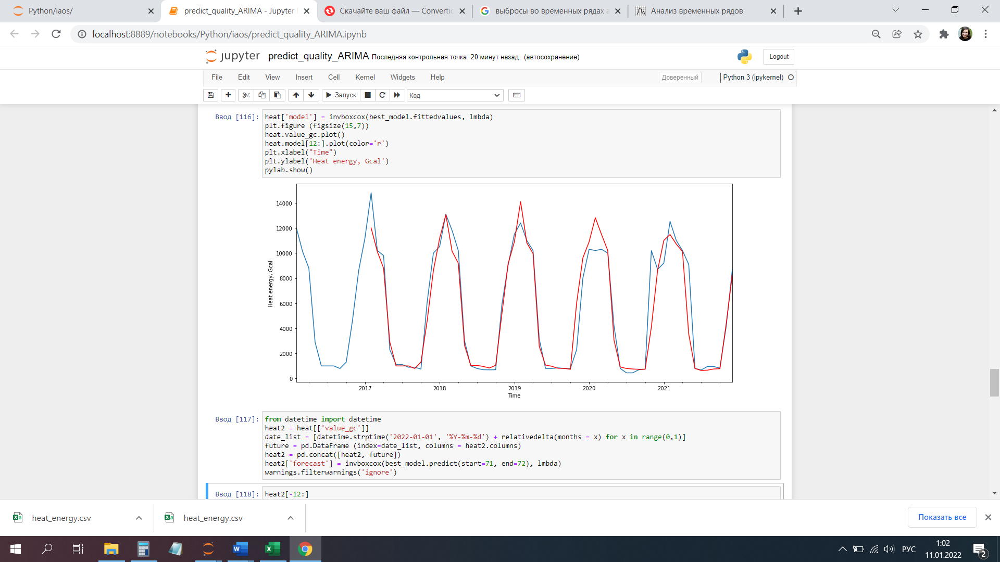 Python/iaos/
predict_quality_ARIMA - Jupyter
Скачайте ваш файл — Convertio
выбросы во временных рядах а
Анализ временных рядов
localhost:8889/notebooks/Python/iaos/predict_quality_ARIMA.ipynb
jupyter predict_quality_ARIMA Последняя контрольная точка: 20 минут назад (автосохранение)
Logout
File Edit View Insert Cell Kernel Widgets Help
Доверенный
Python 3 (ipykernel)
Запуск
Код
Ввод [116]:
heat['model'] = invboxcox(best_model.fittedvalues, lmbda)
plt.figure (figsize(15,7))
heat.value_gc.plot()
heat.model[12:].plot(color='r')
plt.xlabel("Time")
plt.ylabel('Heat energy, Gcal')
pylab.show()
14000
12000
10000
8000
6000
4000
2000
0
Heat energy, Gcal
2017 2018 2019 2020 2021
Time
Ввод [117]:
from datetime import datetime
heat2 = heat[['value_gc']]
date_list = [datetime.strptime('2022-01-01', '%Y-%m-%d') + relativedelta(months = x) for x in range(0,1)]
future = pd.DataFrame (index=date_list, columns = heat2.columns)
heat2 = pd.concat([heat2, future])
heat2['forecast'] = invboxcox(best_model.predict(start=71, end=72), lmbda)
warnings.filterwarnings('ignore')
Ввод [118]:
heat2[-12:]
heat_energy.csv
heat_energy.csv
Показать все
РУС
1:02
11.01.2022
2